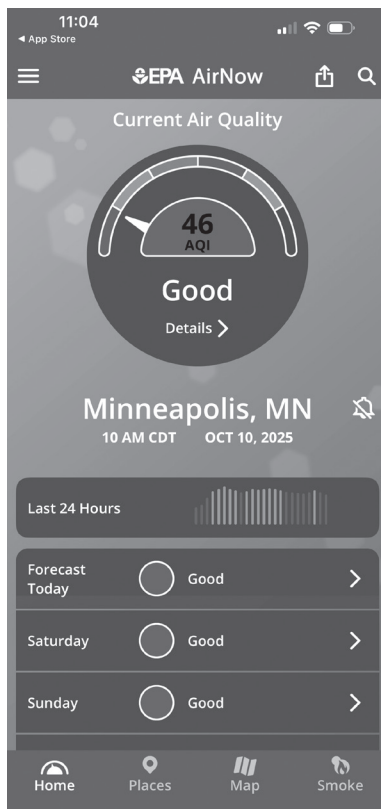 11:04
◀ App Store
EPA AirNow
Current Air Quality
46
AQI
Good
Details >
Minneapolis, MN
10 AM CDT OCT 10, 2025
Last 24 Hours
Forecast
Today
Good
Saturday
Good
Sunday
Good
Home
Places
Map
Smoke